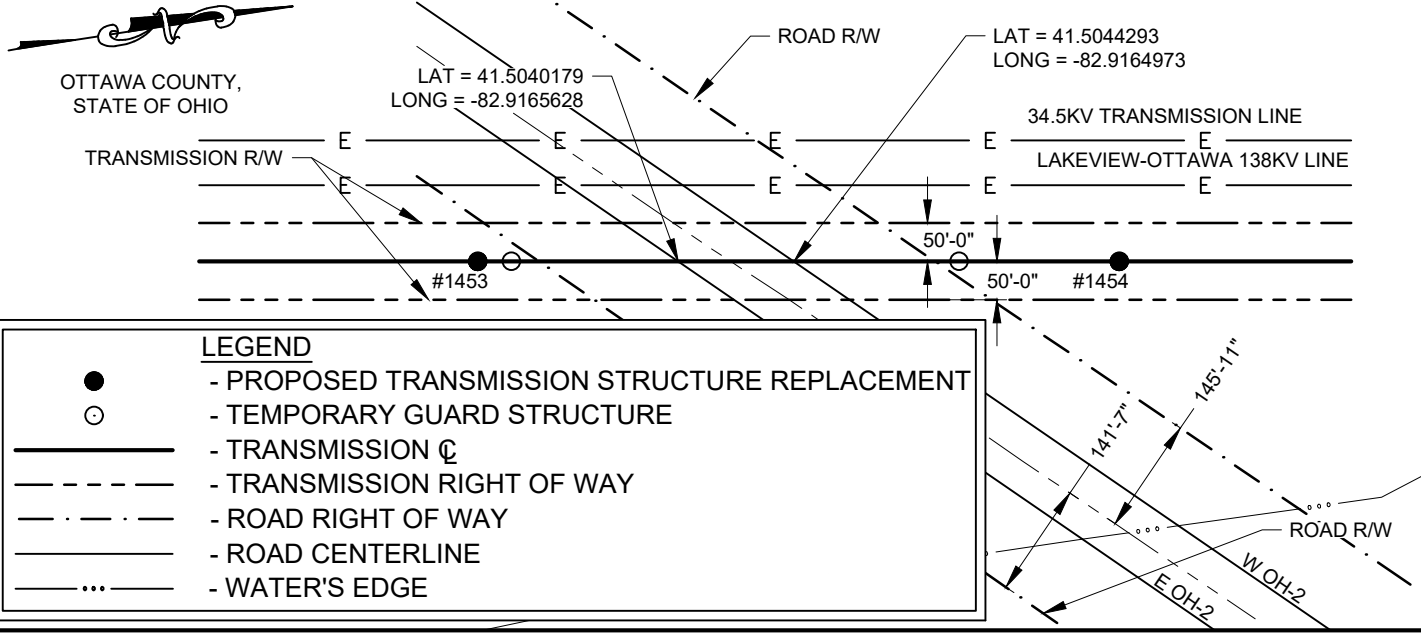 N
OTTAWA COUNTY,
STATE OF OHIO
LAT = 41.5040179
LONG = -82.9165628
ROAD R/W
LAT = 41.5044293
LONG = -82.9164973
34.5KV TRANSMISSION LINE
E E E E E
TRANSMISSION R/W
LAKEVIEW-OTTAWA 138KV LINE
E E E E E
50'-0"
50'-0"
#1453
#1454
LEGEND
- PROPOSED TRANSMISSION STRUCTURE REPLACEMENT
- TEMPORARY GUARD STRUCTURE
- TRANSMISSION ℄
- TRANSMISSION RIGHT OF WAY
- ROAD RIGHT OF WAY
- ROAD CENTERLINE
- WATER'S EDGE
141'-7"
145'-11"
ROAD R/W
E OH-2
W OH-2